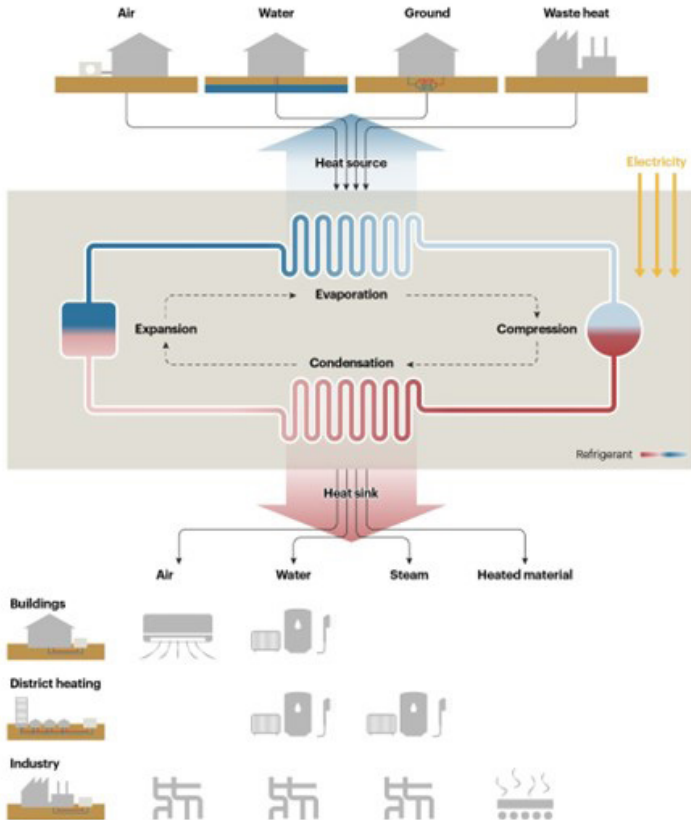 Air Water Ground Waste heat
Heat source
Electricity
Evaporation
Expansion Compression
Condensation
Refrigerant
Heat sink
Air Water Steam Heated material
Buildings
District heating
Industry